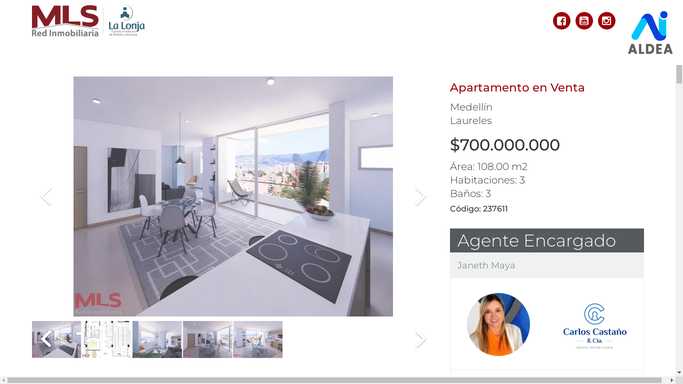 MLS
Red Inmobiliaria
La Lonja
ALDEA
Apartamento en Venta
Medellín
Laureles
$700.000.000
Área: 108.00 m2
Habitaciones: 3
Baños: 3
Código: 237611
MLS
Agente Encargado
Janeth Maya
Carlos Castaño
& Cía.